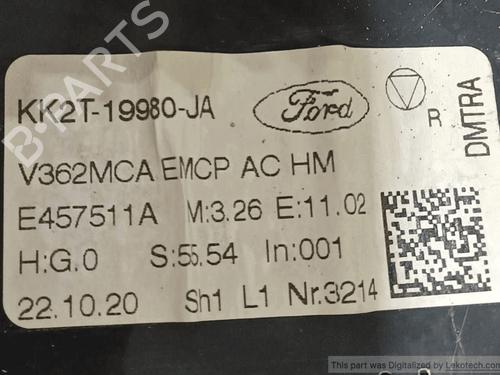 B-PARTS
KK2T-19980-JA
Ford
R
DMTRA
V362MCA EMCP AC HM
E457511A M:3.26 E:11.02
H:G.0 S:55.54 In:001
22.10.20 Sh1 L1 Nr.3214
This part was Digitalized by Lekotech.com